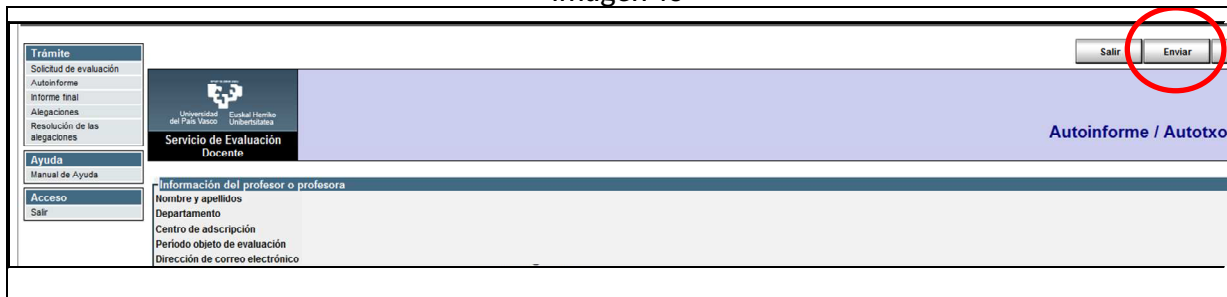 Trámite
Solicitud de evaluación
Autoinforme
Informe final
Alegaciones
Resolución de las
alegaciones
Ayuda
Manual de Ayuda
Acceso
Salir
Salir
Enviar
Universidad Euskal Herriko
del País Vasco Unibertsitatea
Servicio de Evaluación
Docente
Autoinforme / Autotxo
Información del profesor o profesora
Nombre y apellidos
Departamento
Centro de adscripción
Periodo objeto de evaluación
Dirección de correo electrónico